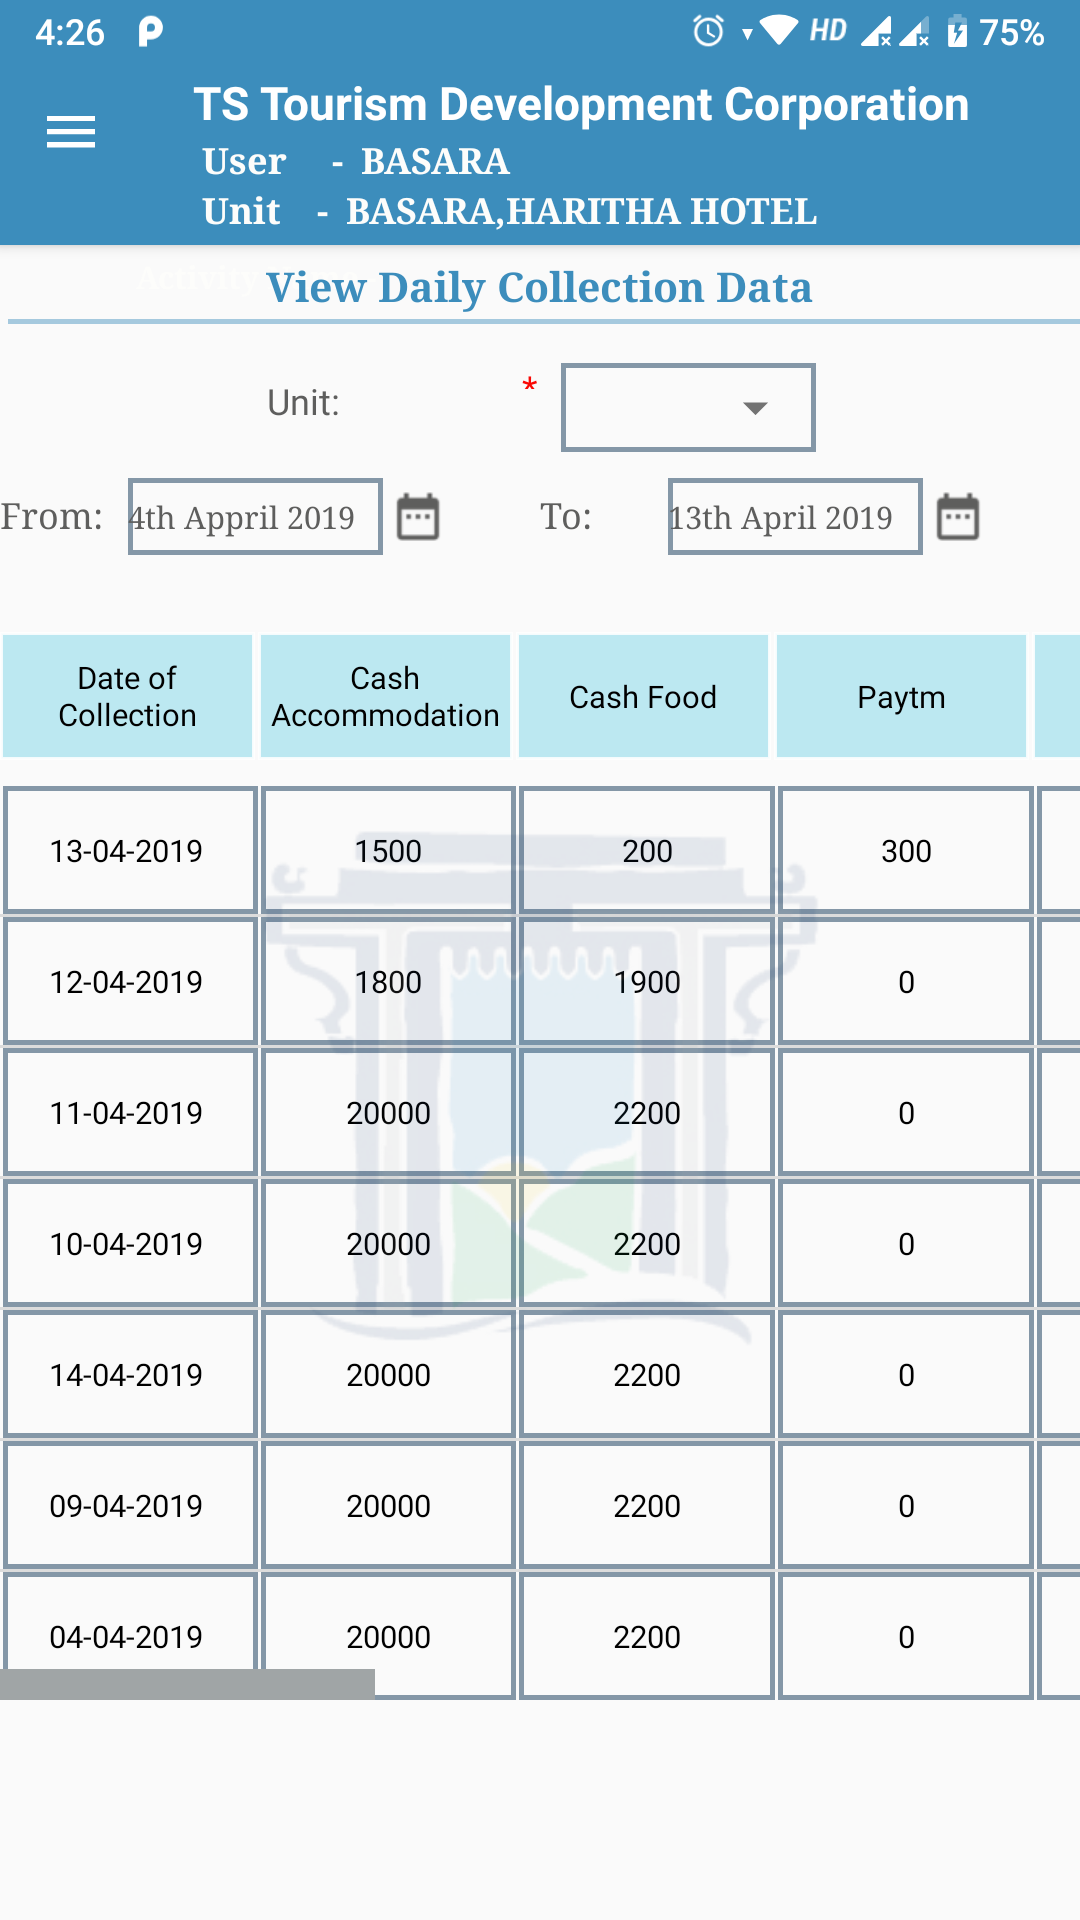 4:26 HD 75%
TS Tourism Development Corporation
User - BASARA
Unit - BASARA,HARITHA HOTEL
Activity
View Daily Collection Data
Unit: *
From: 4th Appril 2019 To: 13th April 2019
Date of Collection Cash Accommodation Cash Food Paytm
13-04-2019 1500 200 300
12-04-2019 1800 1900 0
11-04-2019 20000 2200 0
10-04-2019 20000 2200 0
14-04-2019 20000 2200 0
09-04-2019 20000 2200 0
04-04-2019 20000 2200 0